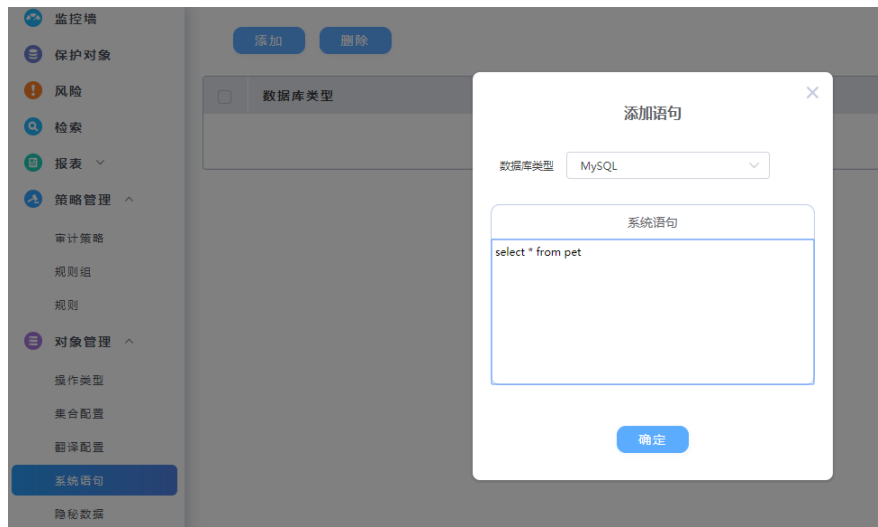 监控墙
保护对象
风险
检索
报表
策略管理
审计策略
规则组
规则
对象管理
操作类型
集合配置
翻译配置
系统语句
隐秘数据
添加 删除
数据库类型
添加语句
数据库类型 MySQL
系统语句
select * from pet
确定